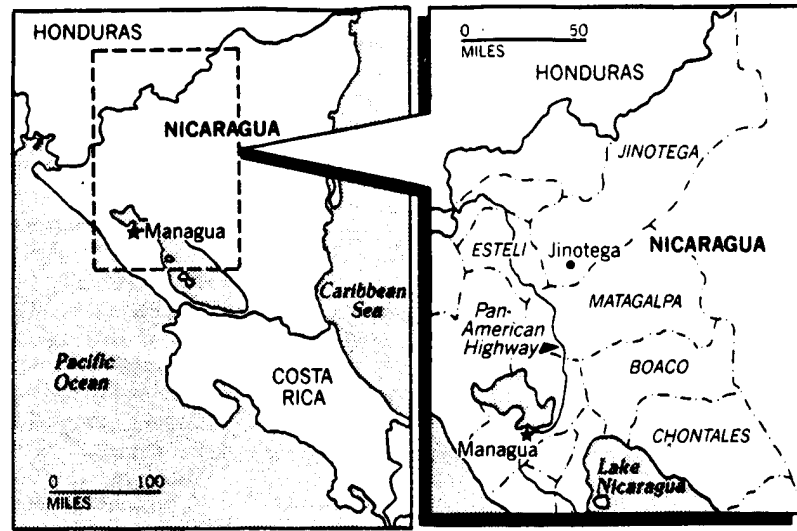 HONDURAS
NICARAGUA
Managua
Caribbean
Sea
Pacific
Ocean
COSTA
RICA
0 100
MILES
0 50
MILES
HONDURAS
JINOTEGA
NICARAGUA
ESTELI
Jinotega
MATAGALPA
Pan-
American
Highway
BOACO
CHONTALES
Managua
Lake
Nicaragua